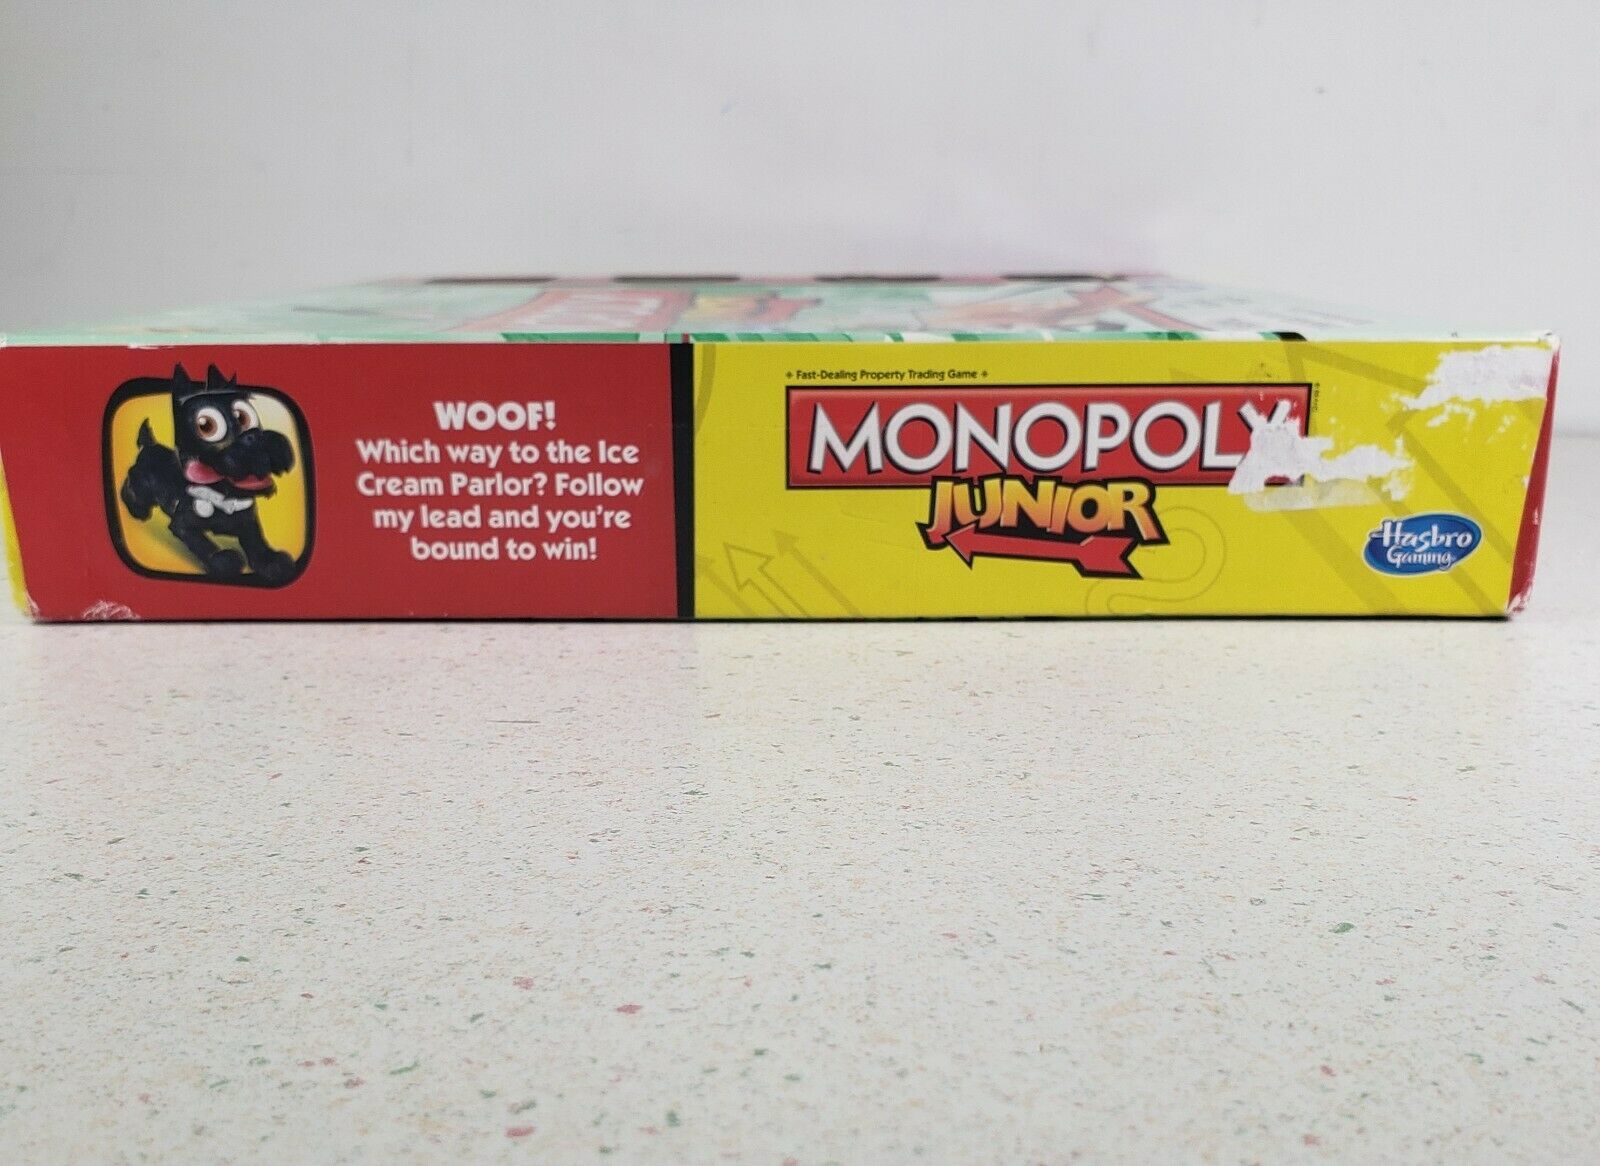 WOOF!
Which way to the Ice
Cream Parlor? Follow
my lead and you're
bound to win!
Fast-Dealing Property Trading Game
MONOPOLY
JUNIOR
Hasbro
Gaming